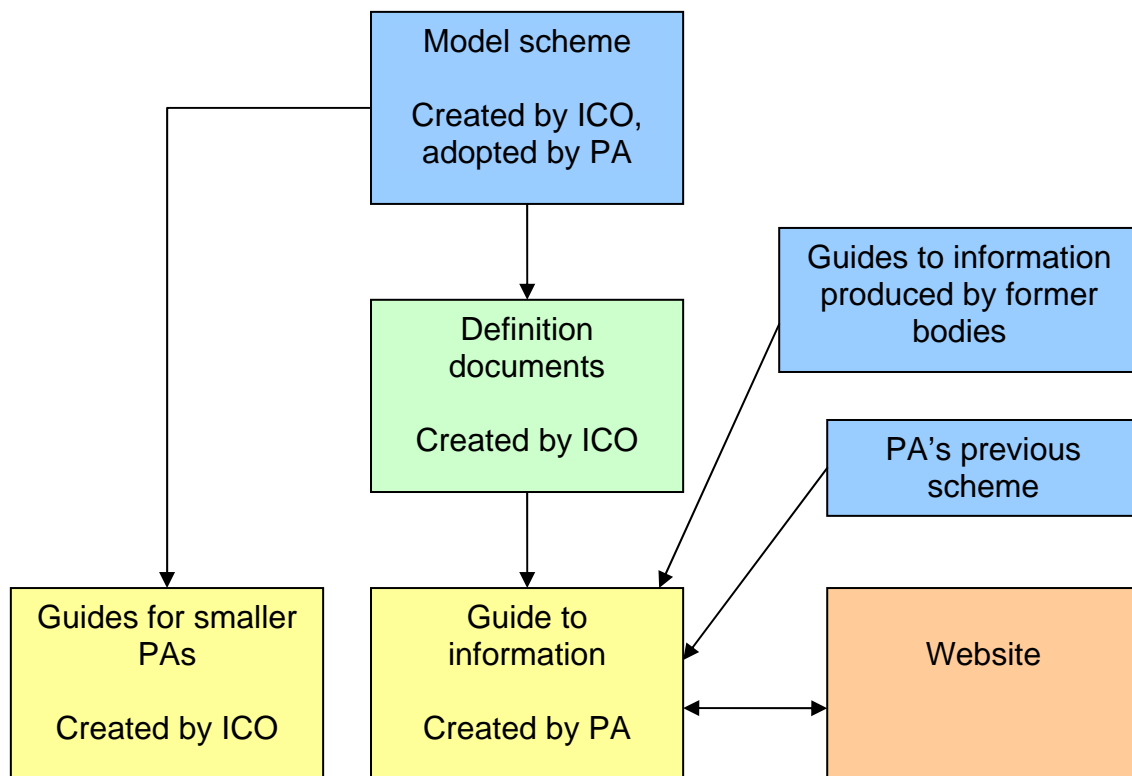 Model scheme
Created by ICO,
adopted by PA
Guides to information
produced by former
bodies
Definition
documents
Created by ICO
PA’s previous
scheme
Guides for smaller
PAs
Created by ICO
Guide to
information
Created by PA
Website